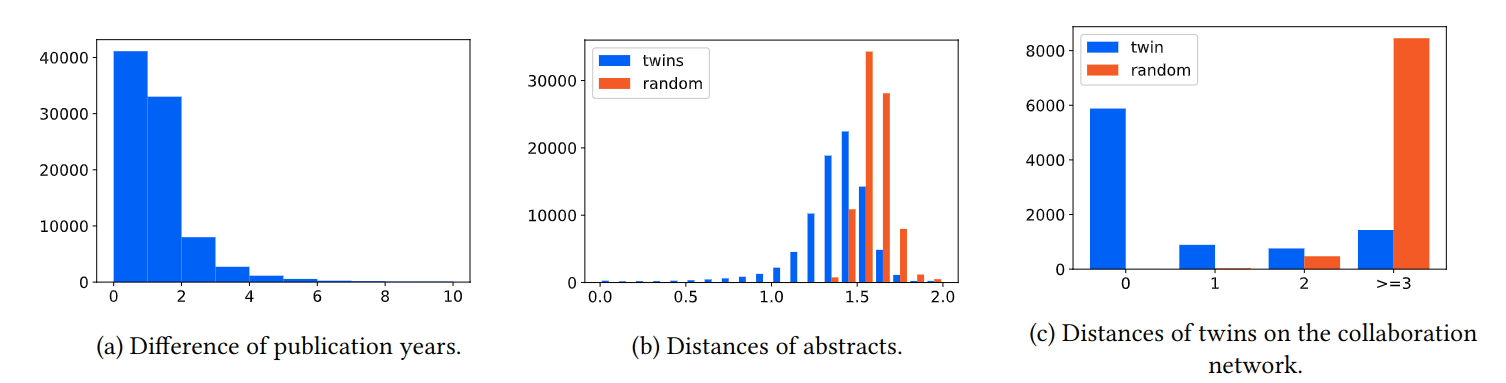 40000
30000
20000
10000
0
0 2 4 6 8 10
(a) Difference of publication years.
twins
random
30000
20000
10000
0
0.0 0.5 1.0 1.5 2.0
(b) Distances of abstracts.
twin
random
8000
6000
4000
2000
0
0 1 2 >=3
(c) Distances of twins on the collaboration
network.